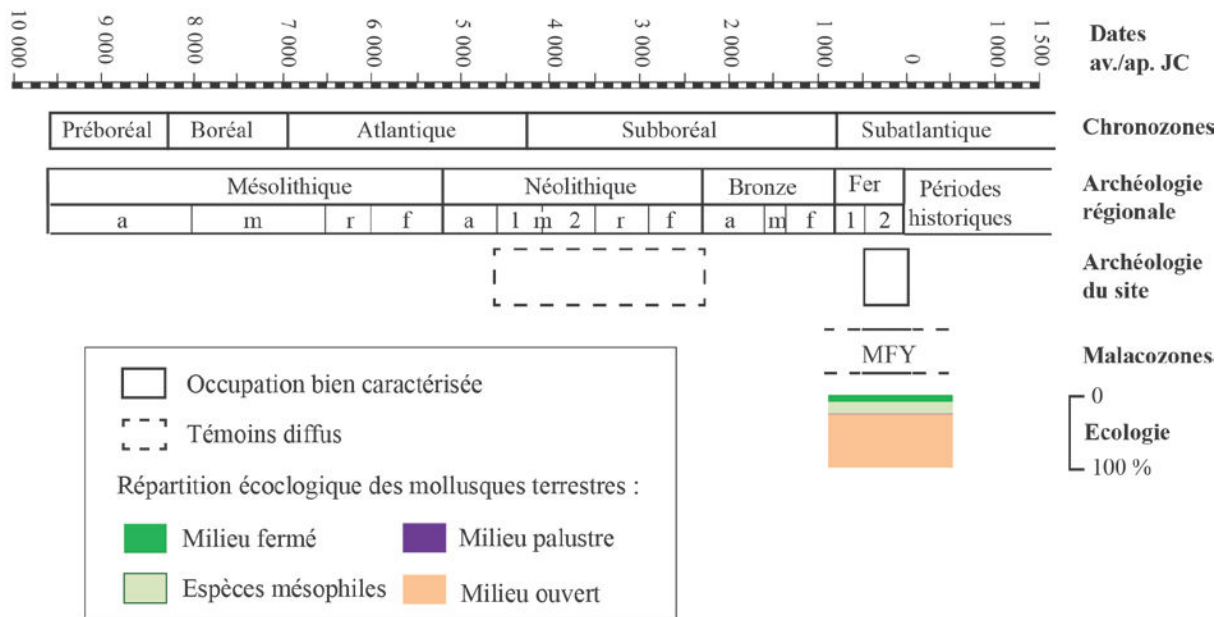 10 000 9 000 8 000 7 000 6 000 5 000 4 000 3 000 2 000 1 000 0 1 000 1 500
Dates
av./ap. JC
Préboréal Boréal Atlantique Subboréal Subatlantique
Chronozones
Mésolithique Néolithique Bronze Fer Périodes
historiques
a m r f a 1 m 2 r f a m f 1 2
Archéologie
régionale
Archéologie
du site
MFY
Malacozones
0
Ecologie
100 %
Occupation bien caractérisée
Témoins diffus
Répartition écoclogique des mollusques terrestres :
Milieu fermé
Milieu palustre
Espèces mésophiles
Milieu ouvert